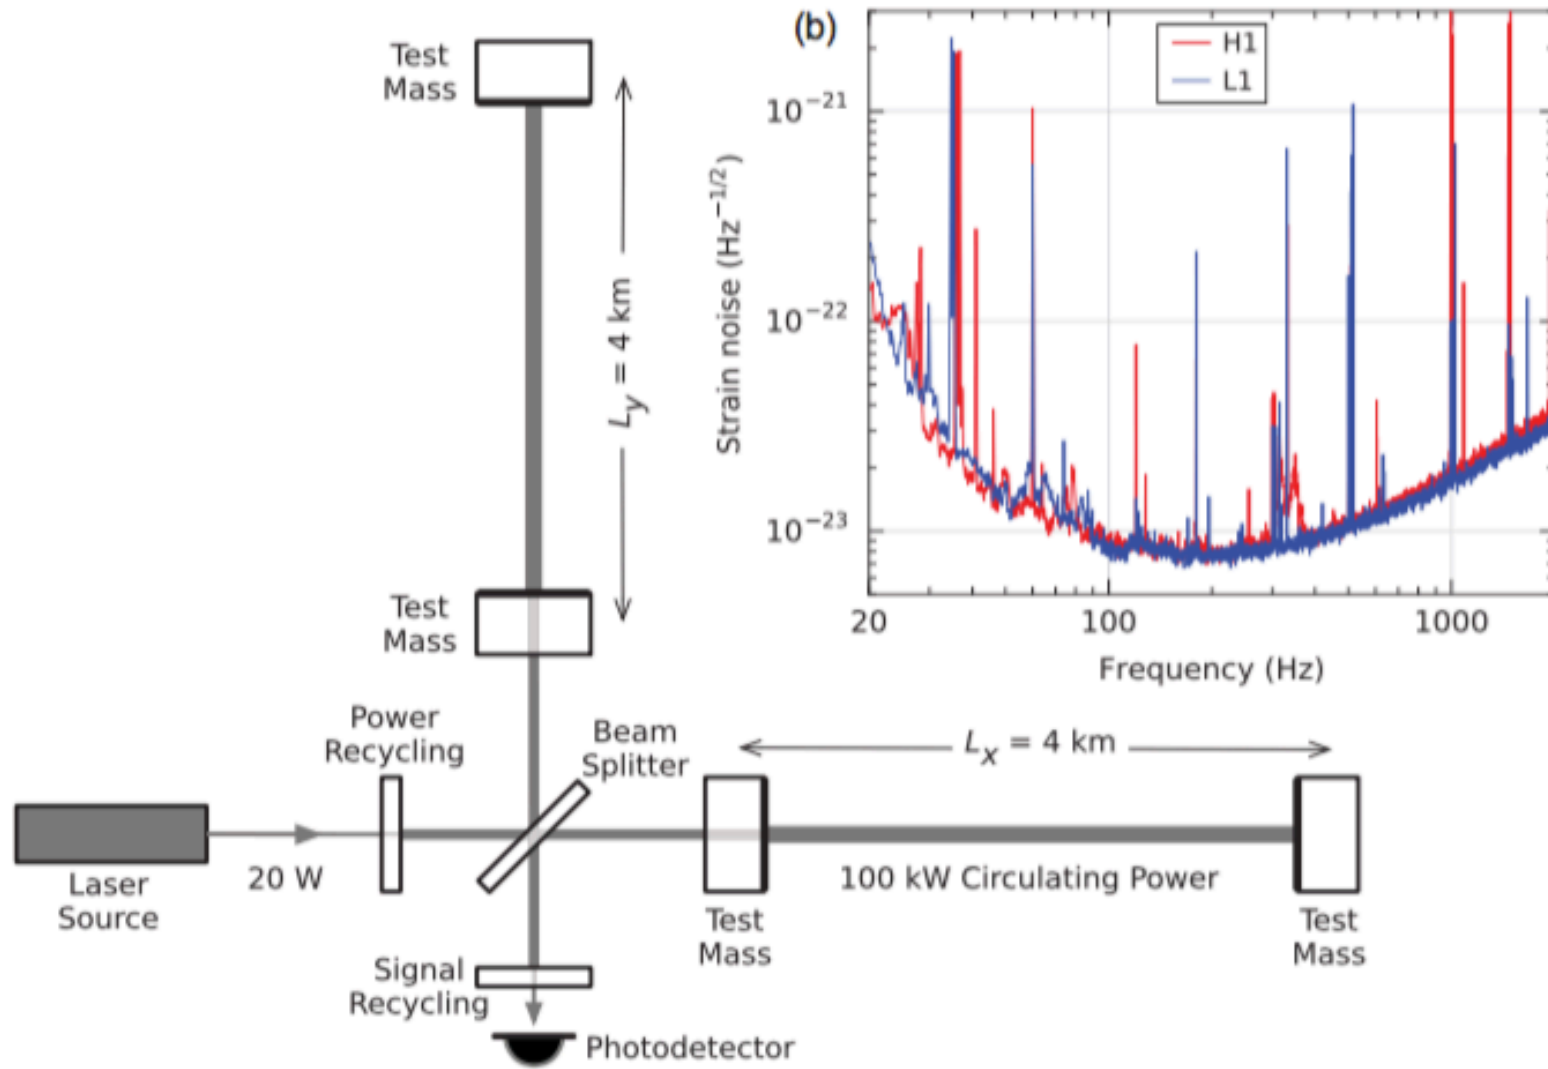 Test
Mass
L_y = 4 km
Test
Mass
Power
Recycling
Beam
Splitter
Laser
Source
20 W
L_x = 4 km
100 kW Circulating Power
Test
Mass
Test
Mass
Signal
Recycling
Photodetector
(b)
H1
L1
Strain noise (Hz^{-1/2})
10^{-21}
10^{-22}
10^{-23}
20 100 1000
Frequency (Hz)